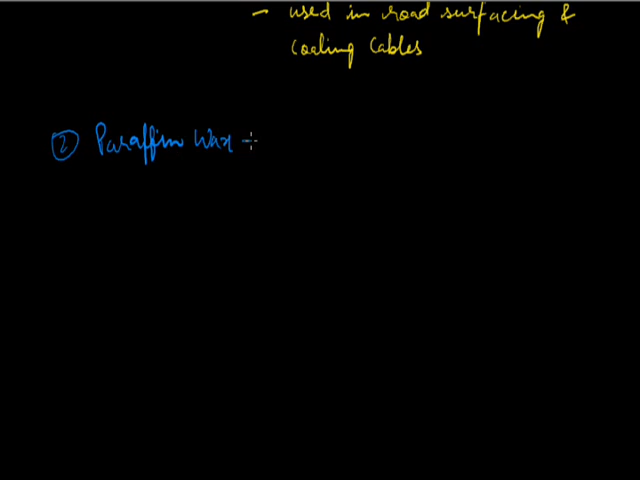 - used in road surfacing &
coating cables
② Paraffin Wax -